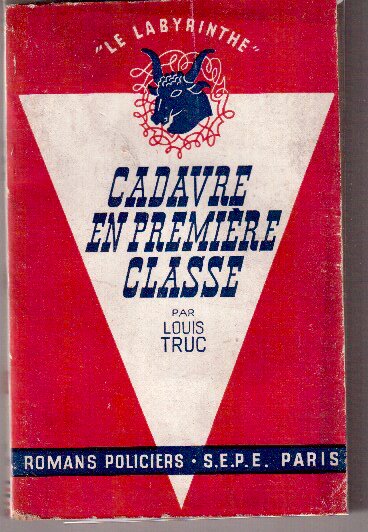 "LE LABYRINTHE"
CADAVRE
EN PREMIÈRE
CLASSE
PAR
LOUIS
TRUC
ROMANS POLICIERS · S.E.P.E. PARIS